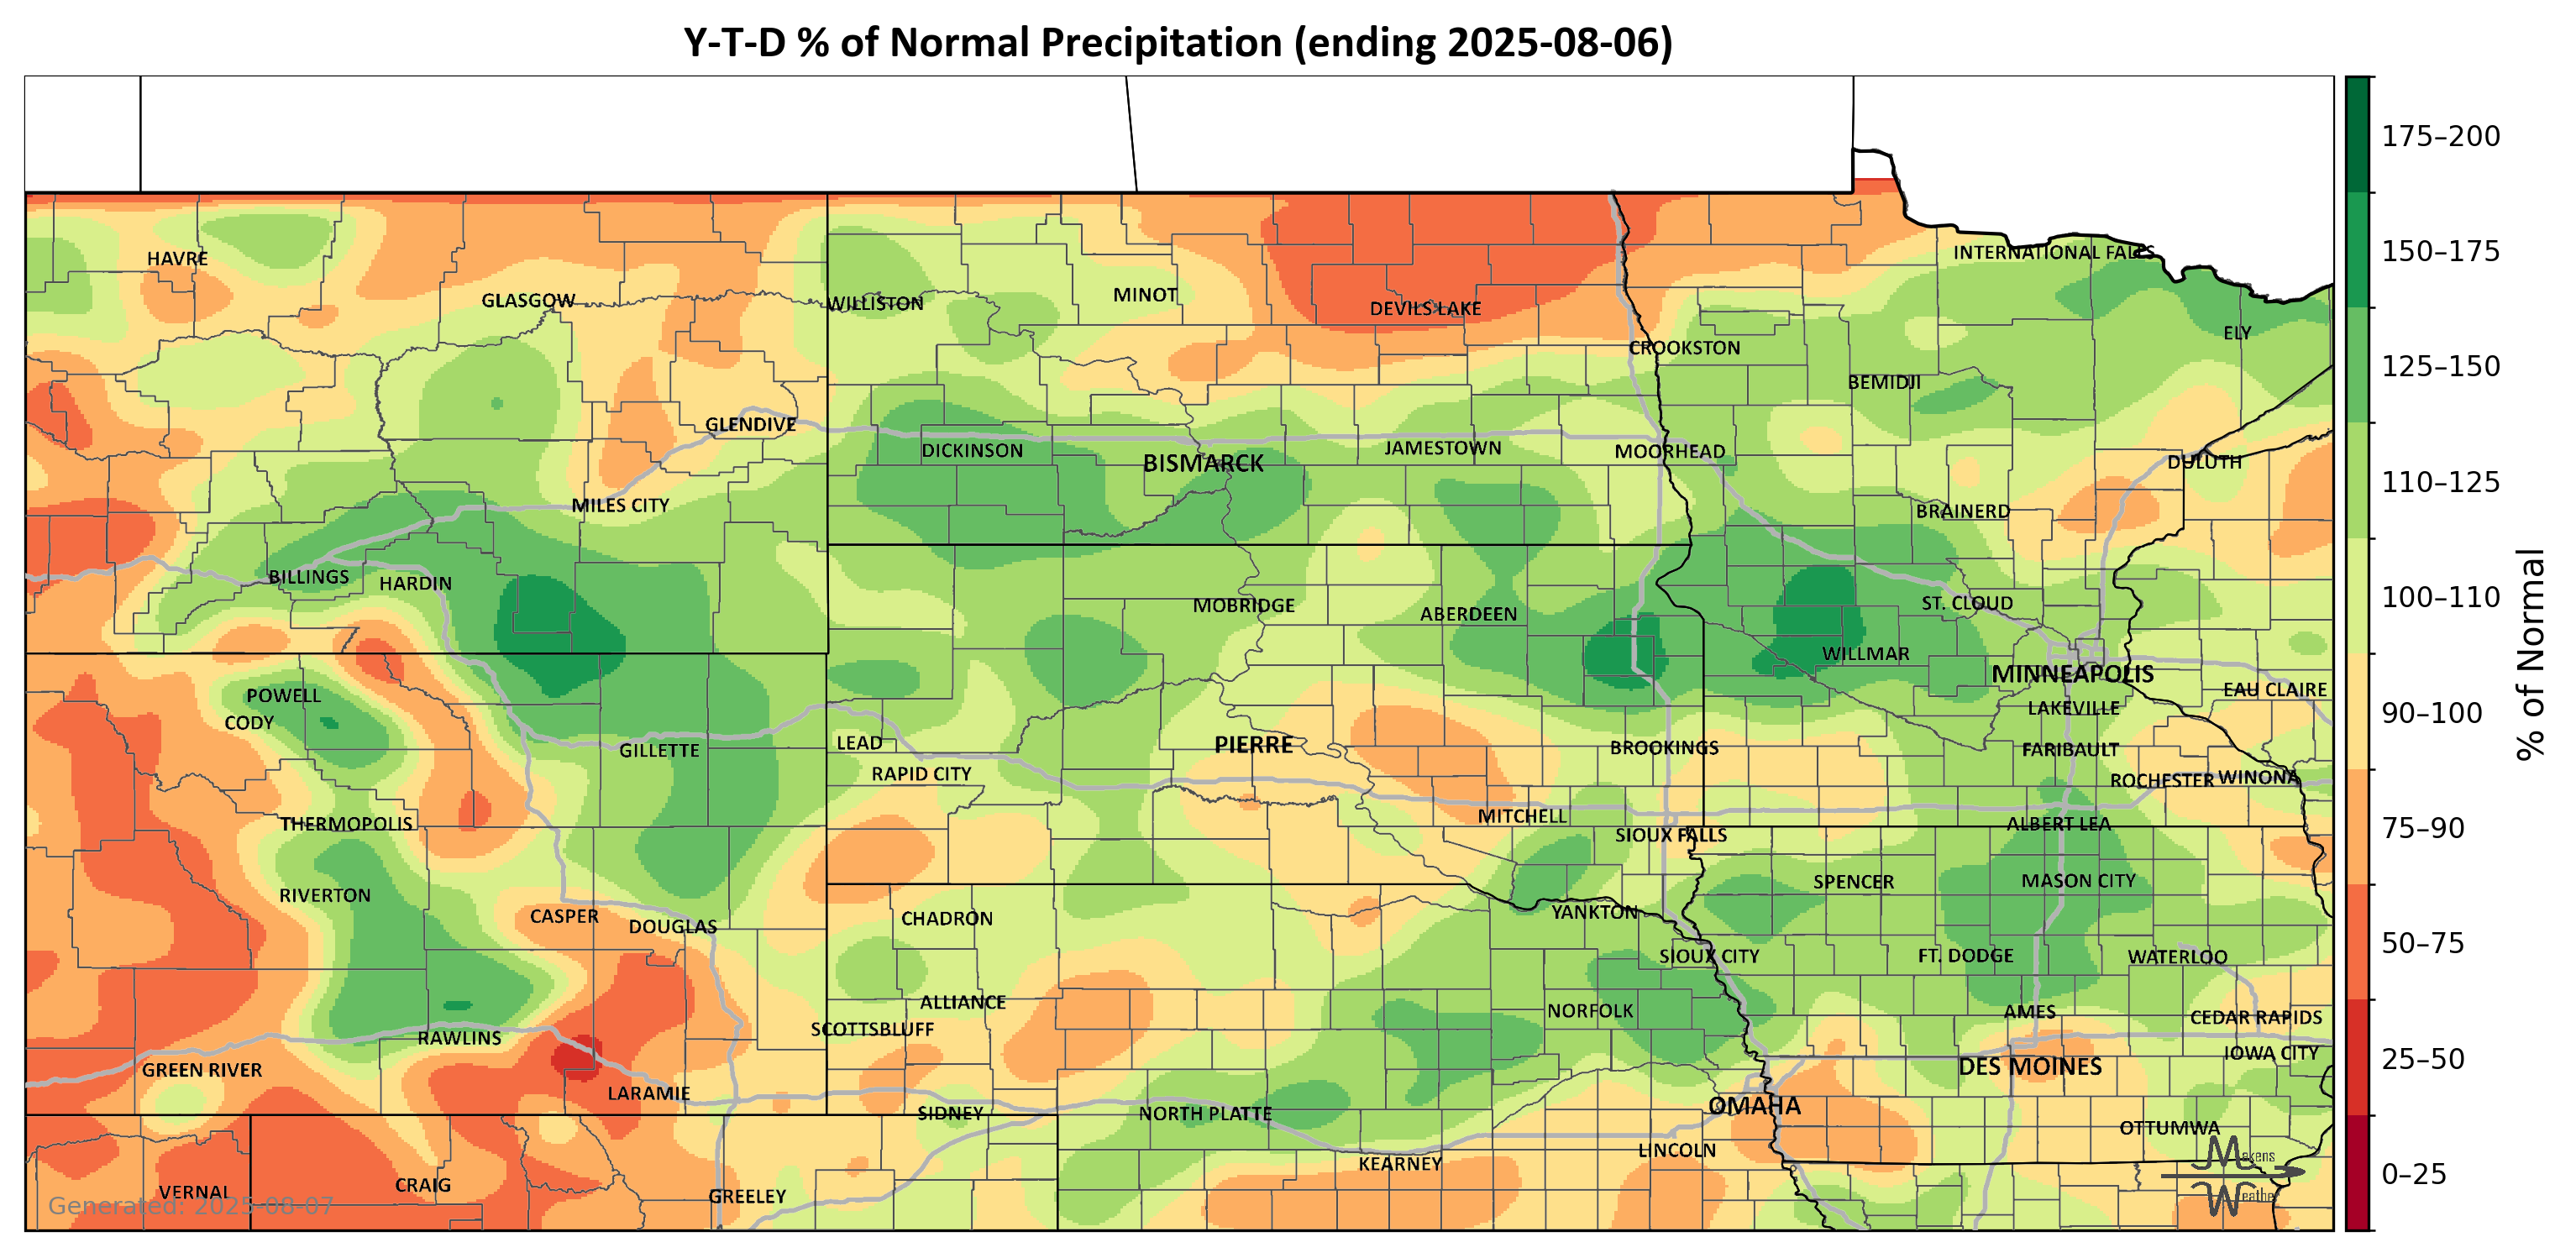 Y-T-D % of Normal Precipitation (ending 2025-08-06)
175–200
150–175
125–150
110–125
100–110
90–100
75–90
50–75
25–50
0–25
% of Normal
HAVRE
INTERNATIONAL FALLS
GLASGOW
WILLISTON
MINOT
DEVILS LAKE
ELY
CROOKSTON
BEMIDJI
GLENDIVE
DICKINSON
BISMARCK
JAMESTOWN
MOORHEAD
DULUTH
MILES CITY
BRAINERD
BILLINGS
HARDIN
MOBRIDGE
ABERDEEN
ST. CLOUD
WILLMAR
MINNEAPOLIS
POWELL
EAU CLAIRE
CODY
LAKEVILLE
GILLETTE
LEAD
PIERRE
BROOKINGS
FARIBAULT
RAPID CITY
ROCHESTER
WINONA
THERMOPOLIS
MITCHELL
ALBERT LEA
SIOUX FALLS
RIVERTON
SPENCER
MASON CITY
CASPER
DOUGLAS
CHADRON
YANKTON
SIOUX CITY
FT. DODGE
WATERLOO
ALLIANCE
NORFOLK
AMES
CEDAR RAPIDS
SCOTTSBLUFF
RAWLINS
IOWA CITY
GREEN RIVER
DES MOINES
LARAMIE
OMAHA
SIDNEY
NORTH PLATTE
OTTUMWA
LINCOLN
KEARNEY
Makens
Weather
VERNAL
CRAIG
GREELEY
Generated: 2025-08-07